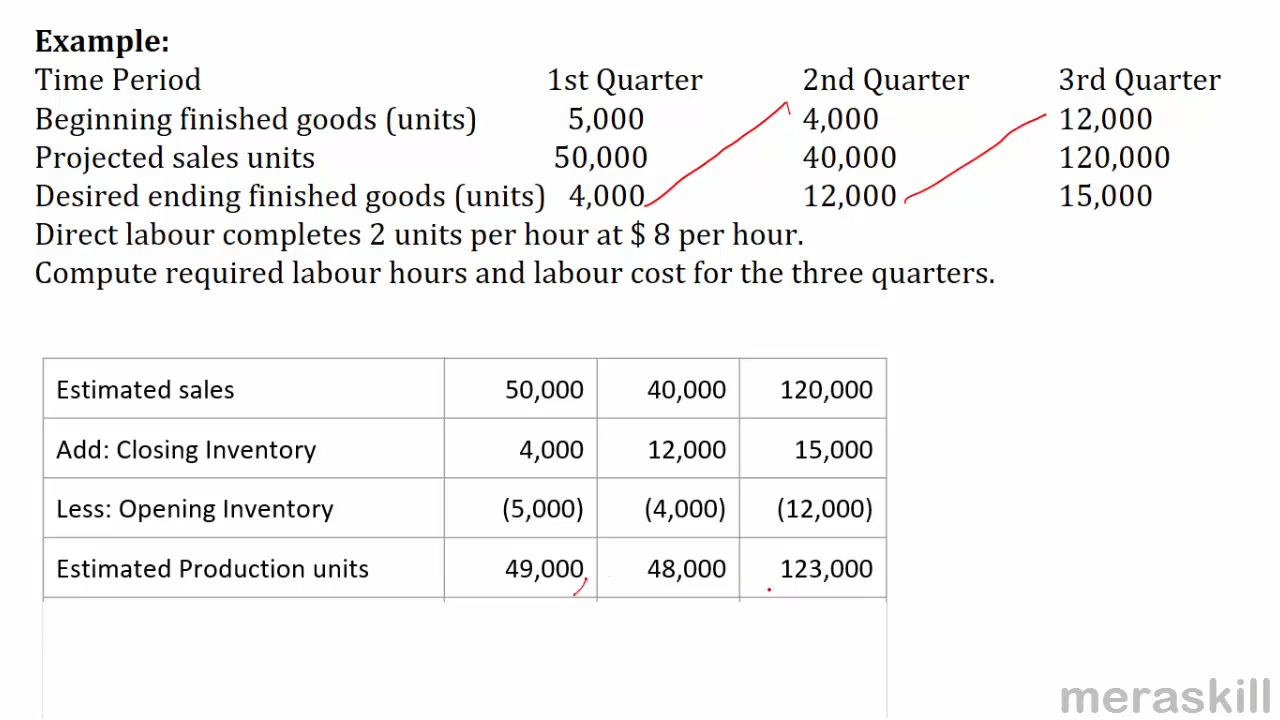 Example:
Time Period 1st Quarter 2nd Quarter 3rd Quarter
Beginning finished goods (units) 5,000 4,000 12,000
Projected sales units 50,000 40,000 120,000
Desired ending finished goods (units) 4,000 12,000 15,000
Direct labour completes 2 units per hour at $ 8 per hour.
Compute required labour hours and labour cost for the three quarters.
Estimated sales 50,000 40,000 120,000
Add: Closing Inventory 4,000 12,000 15,000
Less: Opening Inventory (5,000) (4,000) (12,000)
Estimated Production units 49,000 48,000 123,000
meraskill